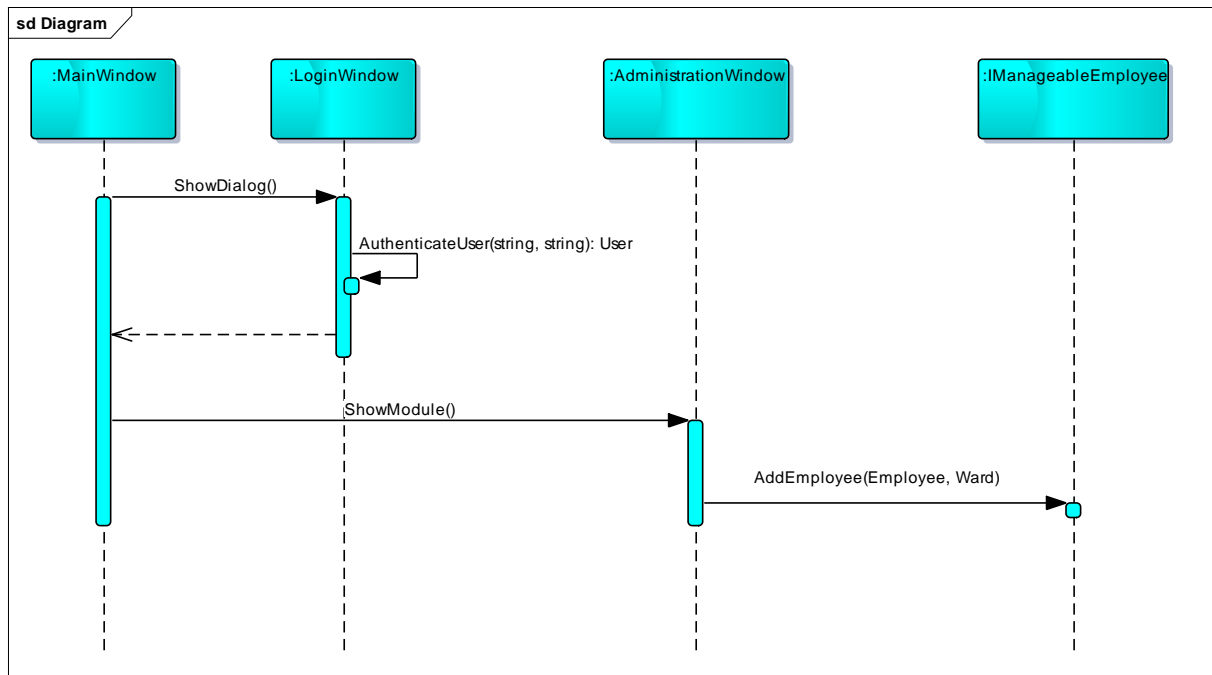 sd Diagram
:MainWindow
:LoginWindow
:AdministrationWindow
:IManageableEmployee
ShowDialog()
AuthenticateUser(string, string): User
ShowModule()
AddEmployee(Employee, Ward)